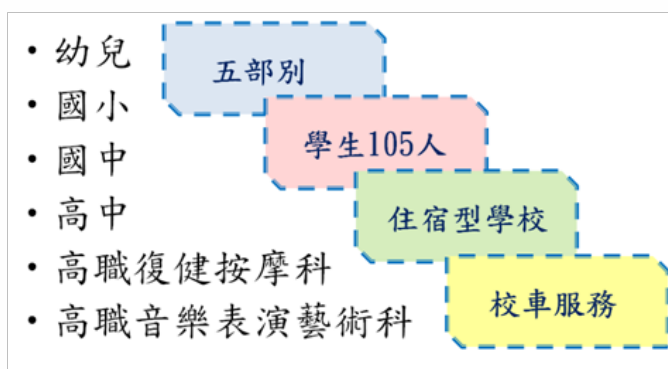 • 幼兒
• 國小
• 國中
• 高中
• 高職復健按摩科
• 高職音樂表演藝術科
五部別
學生105人
住宿型學校
校車服務